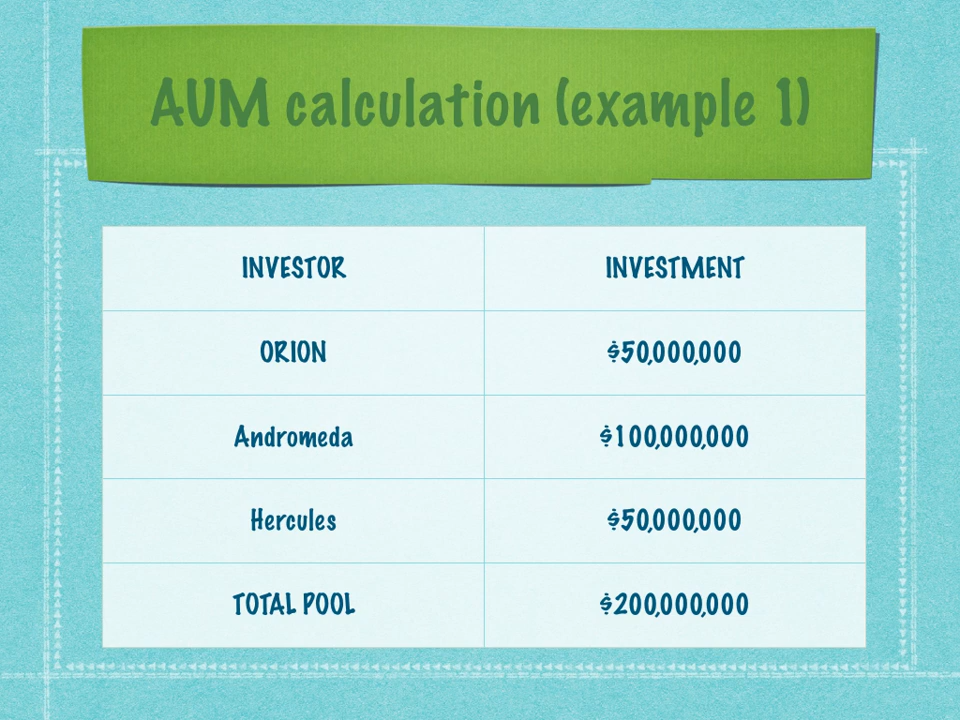 AUM calculation (example 1)
INVESTOR INVESTMENT
ORION $50,000,000
Andromeda $100,000,000
Hercules $50,000,000
TOTAL POOL $200,000,000